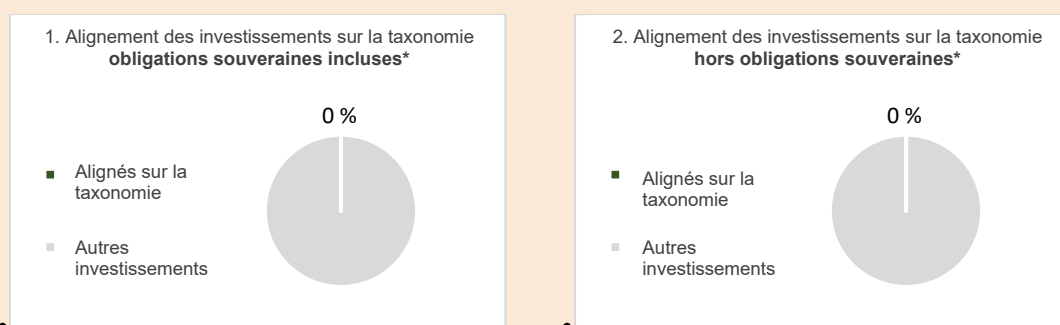 1. Alignement des investissements sur la taxonomie
obligations souveraines incluses*
0 %
Alignés sur la
taxonomie
Autres
investissements
2. Alignement des investissements sur la taxonomie
hors obligations souveraines*
0 %
Alignés sur la
taxonomie
Autres
investissements